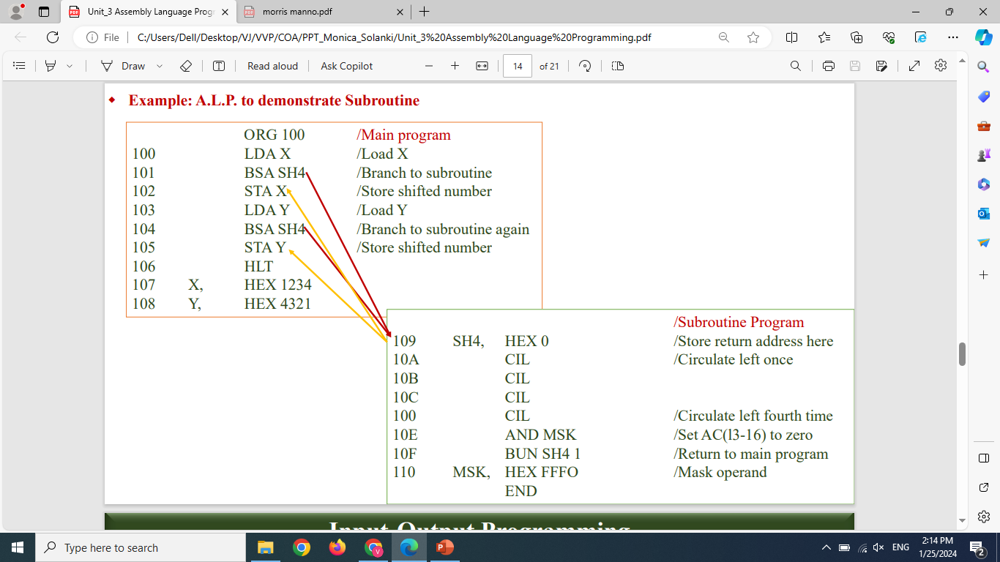 Unit_3 Assembly Language Prog
morris manno.pdf
File
C:/Users/Dell/Desktop/VJ/VVP/COA/PPT_Monica_Solanki/Unit_3%20Assembly%20Language%20Programming.pdf
Draw
Read aloud
Ask Copilot
14 of 21
Example: A.L.P. to demonstrate Subroutine
ORG 100 /Main program
100 LDA X /Load X
101 BSA SH4 /Branch to subroutine
102 STA X /Store shifted number
103 LDA Y /Load Y
104 BSA SH4 /Branch to subroutine again
105 STA Y /Store shifted number
106 HLT
107 X, HEX 1234
108 Y, HEX 4321
/Subroutine Program
109 SH4, HEX 0 /Store return address here
10A CIL /Circulate left once
10B CIL
10C CIL
100 CIL /Circulate left fourth time
10E AND MSK /Set AC(l3-16) to zero
10F BUN SH4 1 /Return to main program
110 MSK, HEX FFFO /Mask operand
END
Input-Output Programming
Type here to search
ENG
2:14 PM
1/25/2024
2